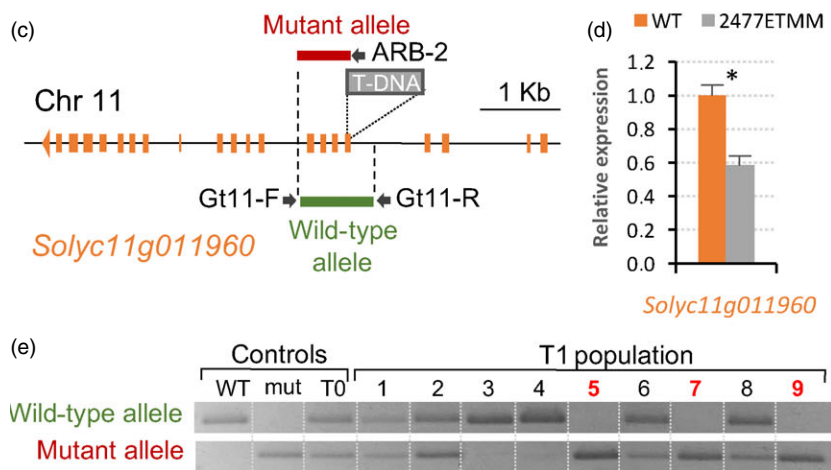 (c)
Mutant allele
ARB-2
T-DNA
Chr 11
1 Kb
Gt11-F
Gt11-R
Wild-type
allele
Solyc11g011960
(d)
WT 2477ETMM
Relative expression
1.2
1.0
0.8
0.6
0.4
0.2
0.0
*
Solyc11g011960
(e)
Controls T1 population
WT mut T0 1 2 3 4 5 6 7 8 9
Wild-type allele
Mutant allele